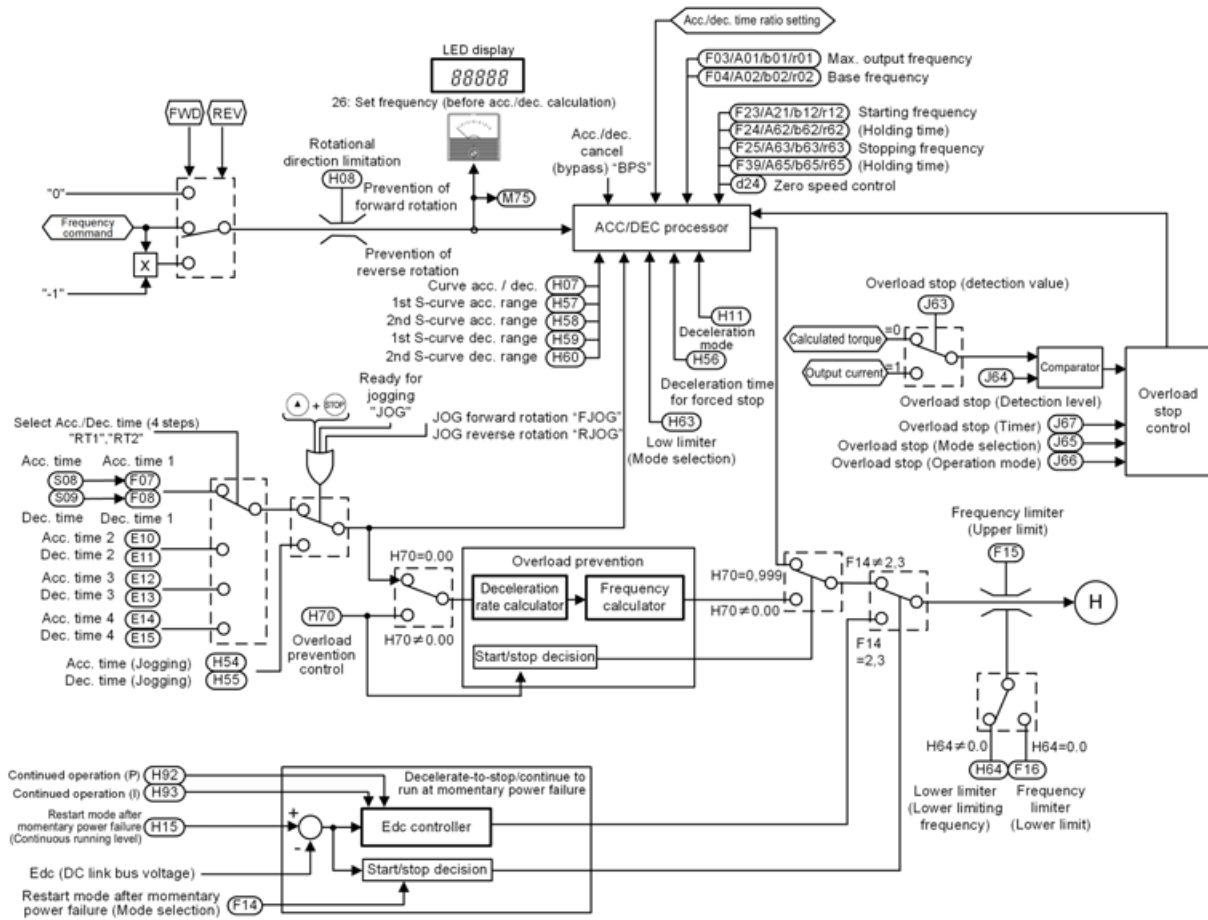 Acc./dec. time ratio setting
LED display
88888
26: Set frequency (before acc./dec. calculation)
F03/A01/b01/r01 Max. output frequency
F04/A02/b02/r02 Base frequency
F23/A21/b12/r12 Starting frequency
F24/A62/b62/r62 (Holding time)
F25/A63/b63/r63 Stopping frequency
F39/A65/b65/r65 (Holding time)
d24 Zero speed control
FWD REV
Rotational
direction limitation
H08
Acc./dec.
cancel
(bypass) "BPS"
"0"
Prevention of
forward rotation
M75
Frequency
command
ACC/DEC processor
X
"-1"
Prevention of
reverse rotation
Curve acc. / dec. H07
1st S-curve acc. range H57
2nd S-curve acc. range H58
1st S-curve dec. range H59
2nd S-curve dec. range H60
H11
Deceleration
mode
H56
Deceleration time
for forced stop
H63
Low limiter
(Mode selection)
Overload stop (detection value)
J63
Calculated torque =0
Output current =1
J64
Comparator
Overload stop (Detection level)
Overload
stop
control
Overload stop (Timer) J67
Overload stop (Mode selection) J65
Overload stop (Operation mode) J66
Ready for
jogging
"JOG"
▲ + STOP
JOG forward rotation "FJOG"
JOG reverse rotation "RJOG"
Select Acc./Dec. time (4 steps)
"RT1","RT2"
Acc. time Acc. time 1
S08 F07
S09 F08
Dec. time Dec. time 1
Acc. time 2 E10
Dec. time 2 E11
Acc. time 3 E12
Dec. time 3 E13
Acc. time 4 E14
Dec. time 4 E15
Acc. time (Jogging) H54
Dec. time (Jogging) H55
H70=0.00
H70
H70≠0.00
Overload
prevention
control
Overload prevention
Deceleration
rate calculator
Frequency
calculator
Start/stop decision
H70=0,999
H70≠0.00
F14≠2,3
F14
=2,3
Frequency limiter
(Upper limit)
F15
H
H64≠0.0 H64=0.0
H64 F16
Lower limiter
(Lower limiting
frequency)
Frequency
limiter
(Lower limit)
Continued operation (P) H92
Continued operation (I) H93
Decelerate-to-stop/continue to
run at momentary power failure
Restart mode after
momentary power failure
(Continuous running level)
H15
+
-
Edc controller
Edc (DC link bus voltage)
Start/stop decision
Restart mode after momentary
power failure (Mode selection)
F14